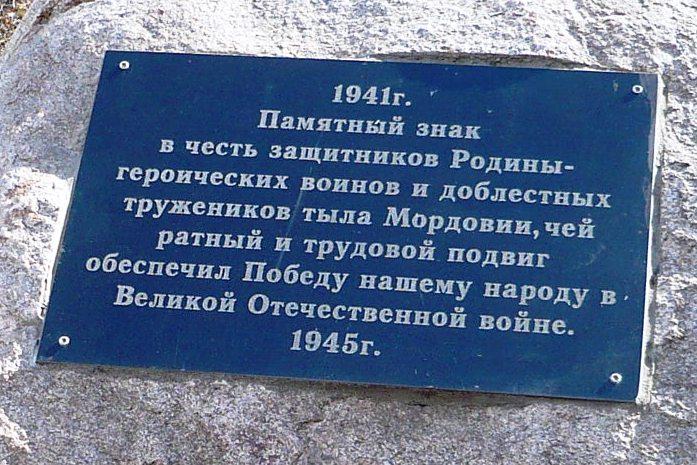 1941г.
Памятный знак
в честь защитников Родины-
героических воинов и доблестных
тружеников тыла Мордовии, чей
ратный и трудовой подвиг
обеспечил Победу нашему народу в
Великой Отечественной войне.
1945г.